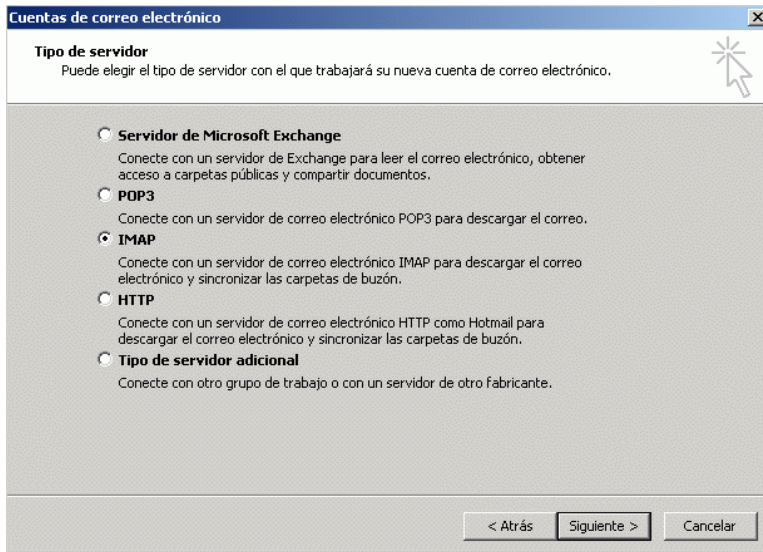 Cuentas de correo electrónico
Tipo de servidor
Puede elegir el tipo de servidor con el que trabajará su nueva cuenta de correo electrónico.
Servidor de Microsoft Exchange
Conecte con un servidor de Exchange para leer el correo electrónico, obtener
acceso a carpetas públicas y compartir documentos.
POP3
Conecte con un servidor de correo electrónico POP3 para descargar el correo.
IMAP
Conecte con un servidor de correo electrónico IMAP para descargar el correo
electrónico y sincronizar las carpetas de buzón.
HTTP
Conecte con un servidor de correo electrónico HTTP como Hotmail para
descargar el correo electrónico y sincronizar las carpetas de buzón.
Tipo de servidor adicional
Conecte con otro grupo de trabajo o con un servidor de otro fabricante.
< Atrás Siguiente > Cancelar